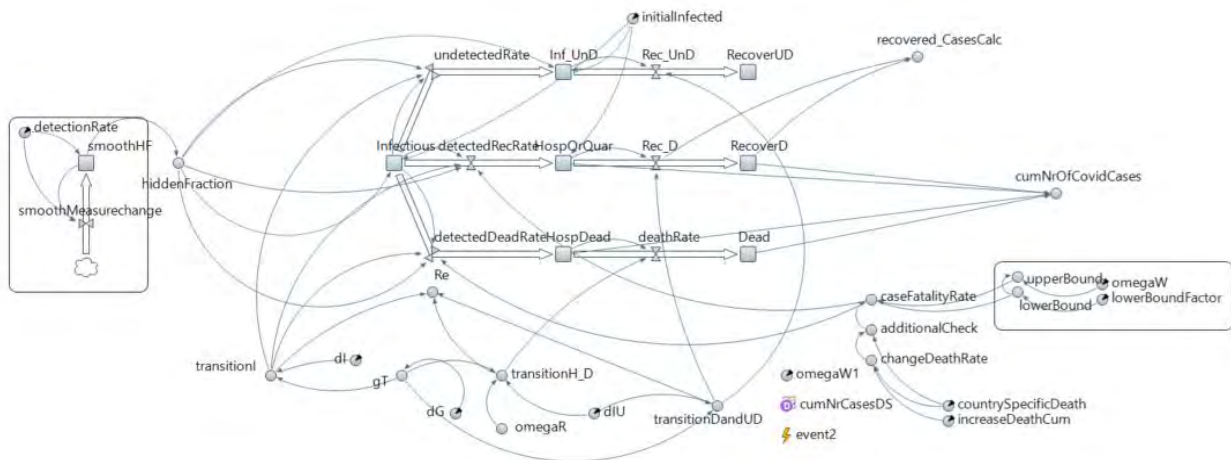 initialInfected
undetectedRate Inf_UnD Rec_UnD RecoverUD recovered_CasesCalc
detectionRate
smoothHF
Infectious detectedRecRate HospOrQuar Rec_D RecoverD
hiddenFraction cumNrOfCovidCases
smoothMeasurechange
detectedDeadRate HospDead deathRate Dead
Re
upperBound omegaW
caseFatalityRate lowerBound lowerBoundFactor
additionalCheck
dI changeDeathRate
transitionI gT transitionH_D omegaW1
dG dIU cumNrCasesDS countrySpecificDeath
omegaR transitionDandUD increaseDeathCum
event2